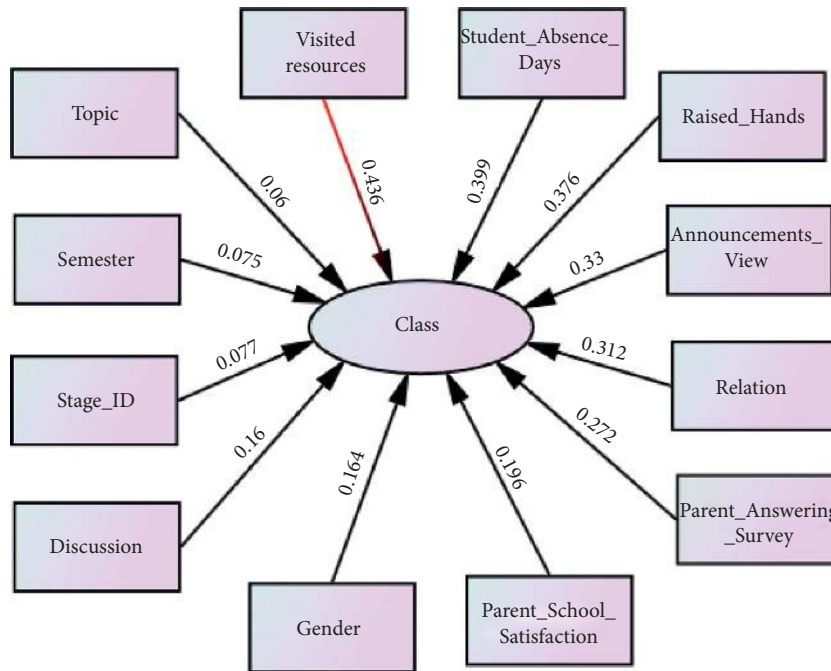 Visited
resources
Student_Absence_
Days
Topic
Raised_Hands
0.06
0.436
0.399
0.376
Semester
0.075
Announcements_
View
0.33
Class
Stage_ID
0.077
0.312
Relation
Discussion
0.16
0.164
0.196
0.272
Parent_Answering
_Survey
Gender
Parent_School_
Satisfaction